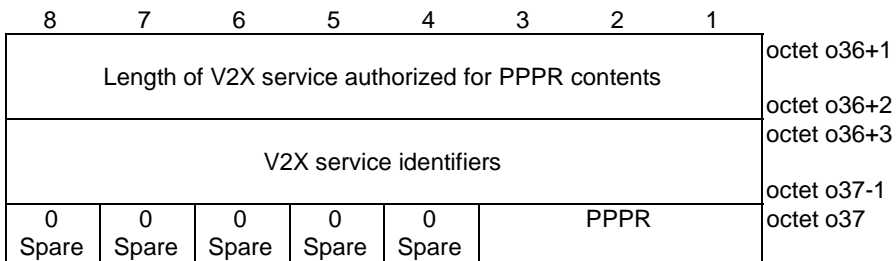 8 7 6 5 4 3 2 1
octet o36+1
Length of V2X service authorized for PPPR contents
octet o36+2
octet o36+3
V2X service identifiers
octet o37-1
0 0 0 0 0 PPPR octet o37
Spare Spare Spare Spare Spare